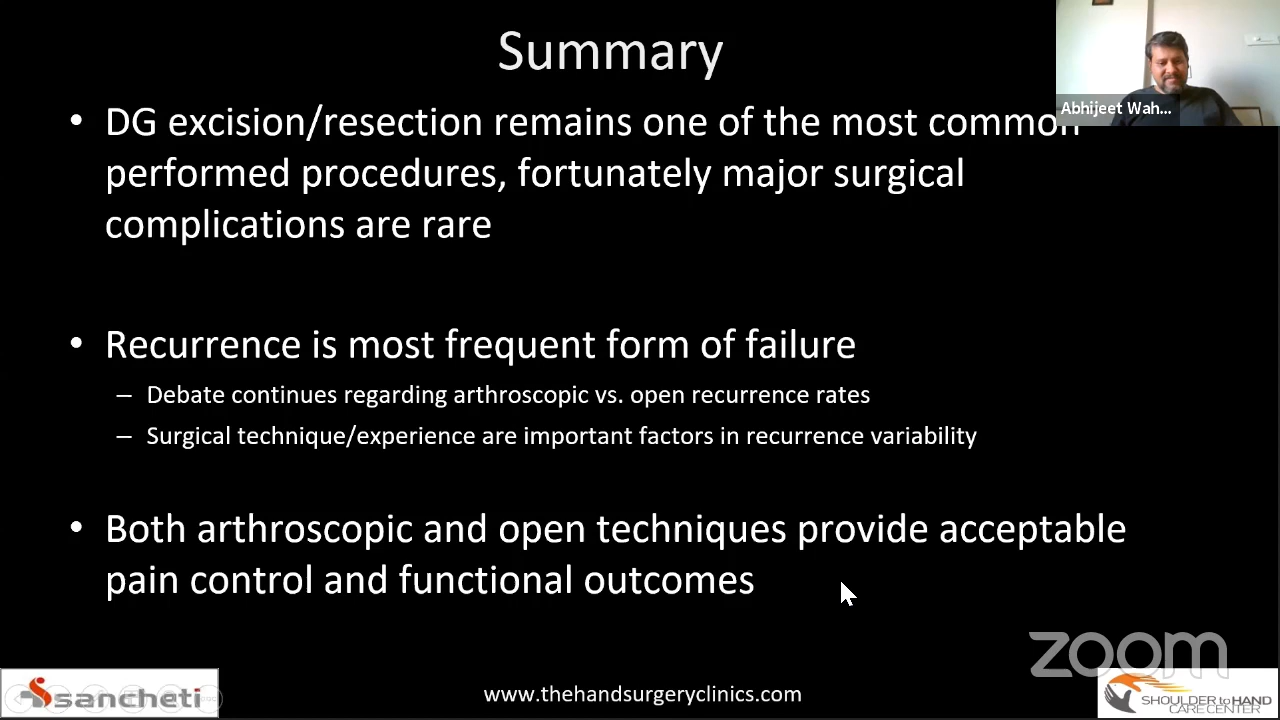 Summary
Abhijeet Wah...
• DG excision/resection remains one of the most common
performed procedures, fortunately major surgical
complications are rare
• Recurrence is most frequent form of failure
– Debate continues regarding arthroscopic vs. open recurrence rates
– Surgical technique/experience are important factors in recurrence variability
• Both arthroscopic and open techniques provide acceptable
pain control and functional outcomes
zoom
sancheti
www.thehandsurgeryclinics.com
SHOULDER to HAND
CARE CENTER